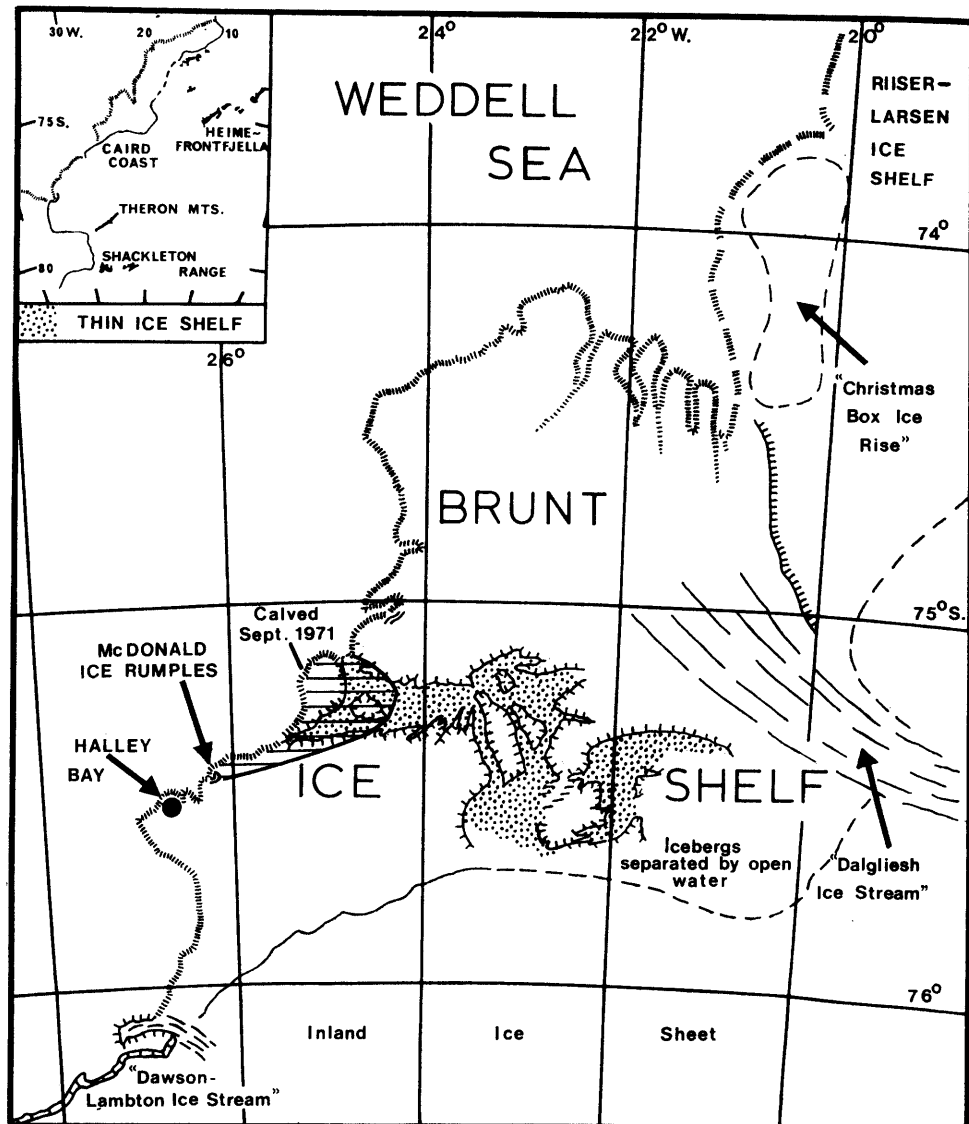 30W.
20
10
75S.
CAIRD
COAST
HEIME-
FRONTFJELLA
THERON MTS.
80
SHACKLETON
RANGE
THIN ICE SHELF
26°
24°
22°W.
20°
WEDDELL
SEA
RIISER-
LARSEN
ICE
SHELF
74°
"Christmas
Box Ice
Rise"
BRUNT
75°S.
Calved
Sept. 1971
McDONALD
ICE RUMPLES
HALLEY
BAY
ICE
SHELF
Icebergs
separated by open
water
"Dalgliesh
Ice Stream"
76°
Inland
Ice
Sheet
"Dawson-
Lambton Ice Stream"